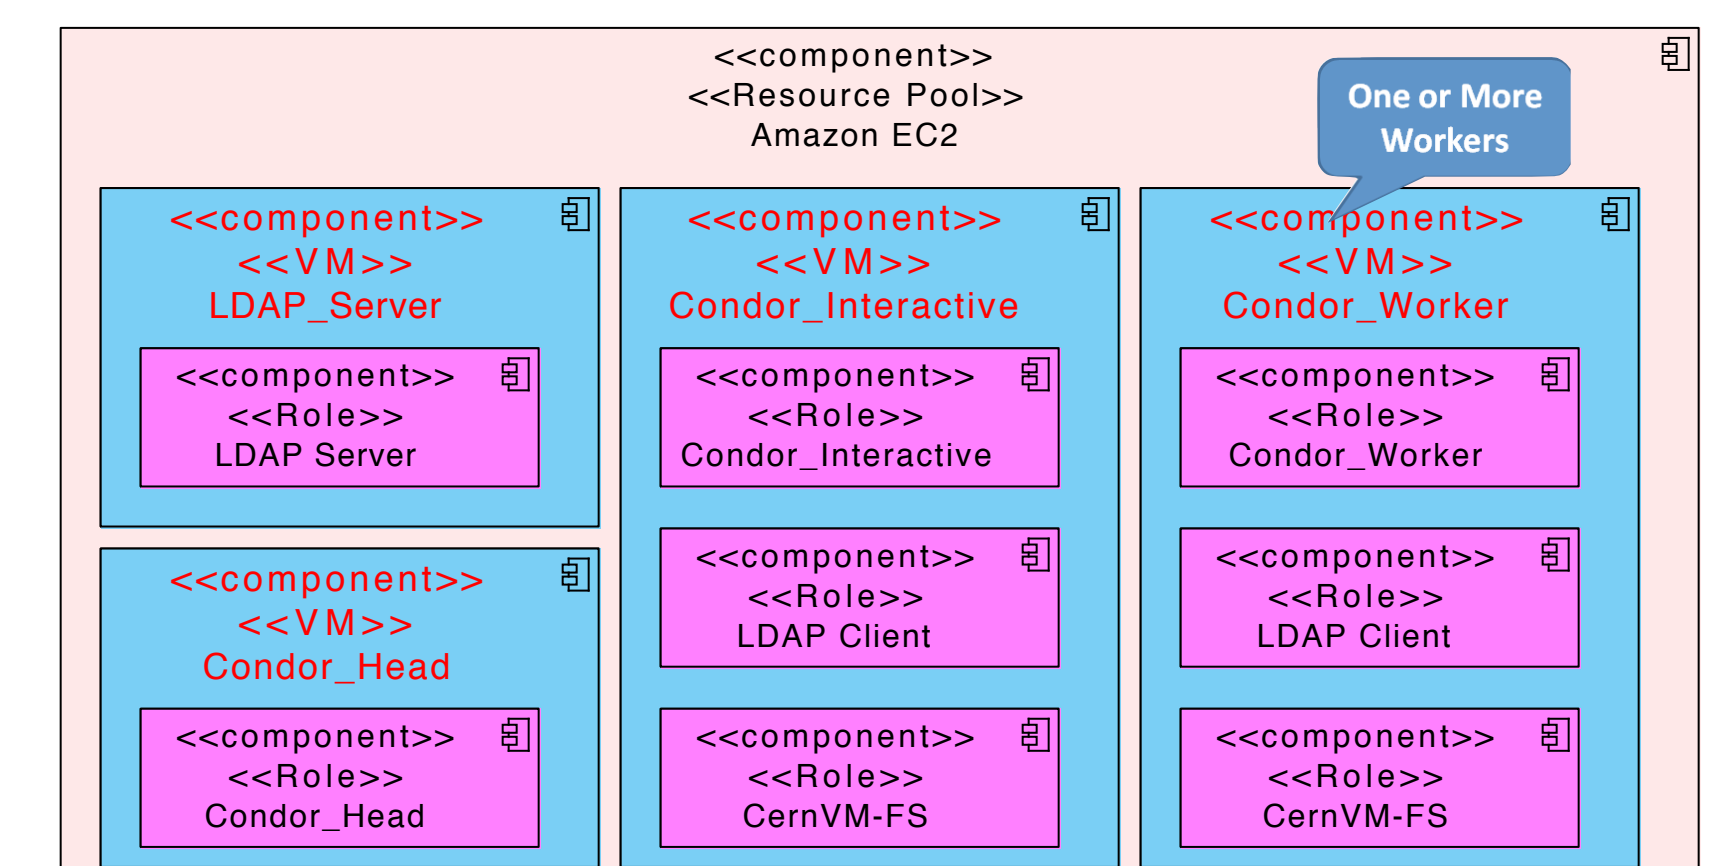 <<component>>
<<Resource Pool>>
Amazon EC2
One or More
Workers
<<component>>
<<VM>>
LDAP_Server
<<component>>
<<Role>>
LDAP Server
<<component>>
<<VM>>
Condor_Head
<<component>>
<<Role>>
Condor_Head
<<component>>
<<VM>>
Condor_Interactive
<<component>>
<<Role>>
Condor_Interactive
<<component>>
<<Role>>
LDAP Client
<<component>>
<<Role>>
CernVM-FS
<<component>>
<<VM>>
Condor_Worker
<<component>>
<<Role>>
Condor_Worker
<<component>>
<<Role>>
LDAP Client
<<component>>
<<Role>>
CernVM-FS